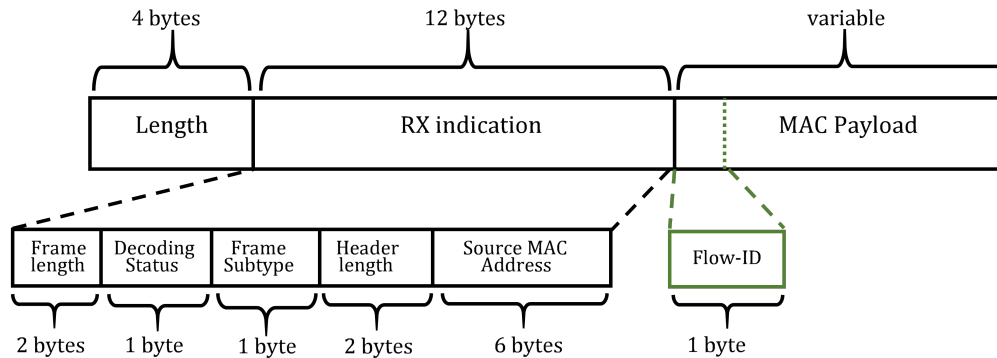 4 bytes
12 bytes
variable
Length
RX indication
MAC Payload
Frame
length
Decoding
Status
Frame
Subtype
Header
length
Source MAC
Address
Flow-ID
2 bytes
1 byte
1 byte
2 bytes
6 bytes
1 byte